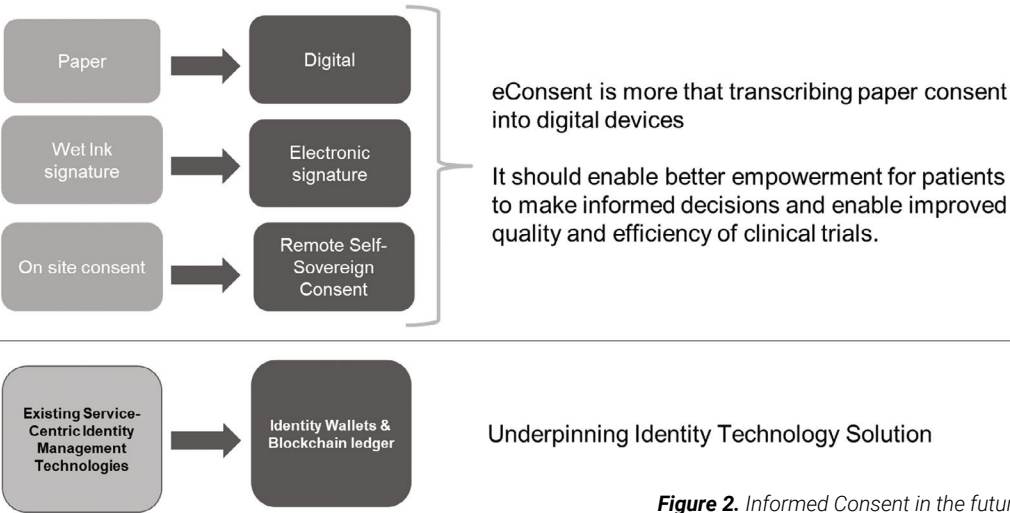 Paper
Digital
Wet Ink
signature
Electronic
signature
On site consent
Remote Self-
Sovereign
Consent
eConsent is more that transcribing paper consent
into digital devices
It should enable better empowerment for patients
to make informed decisions and enable improved
quality and efficiency of clinical trials.
Existing Service-
Centric Identity
Management
Technologies
Identity Wallets &
Blockchain ledger
Underpinning Identity Technology Solution
Figure 2. Informed Consent in the futur